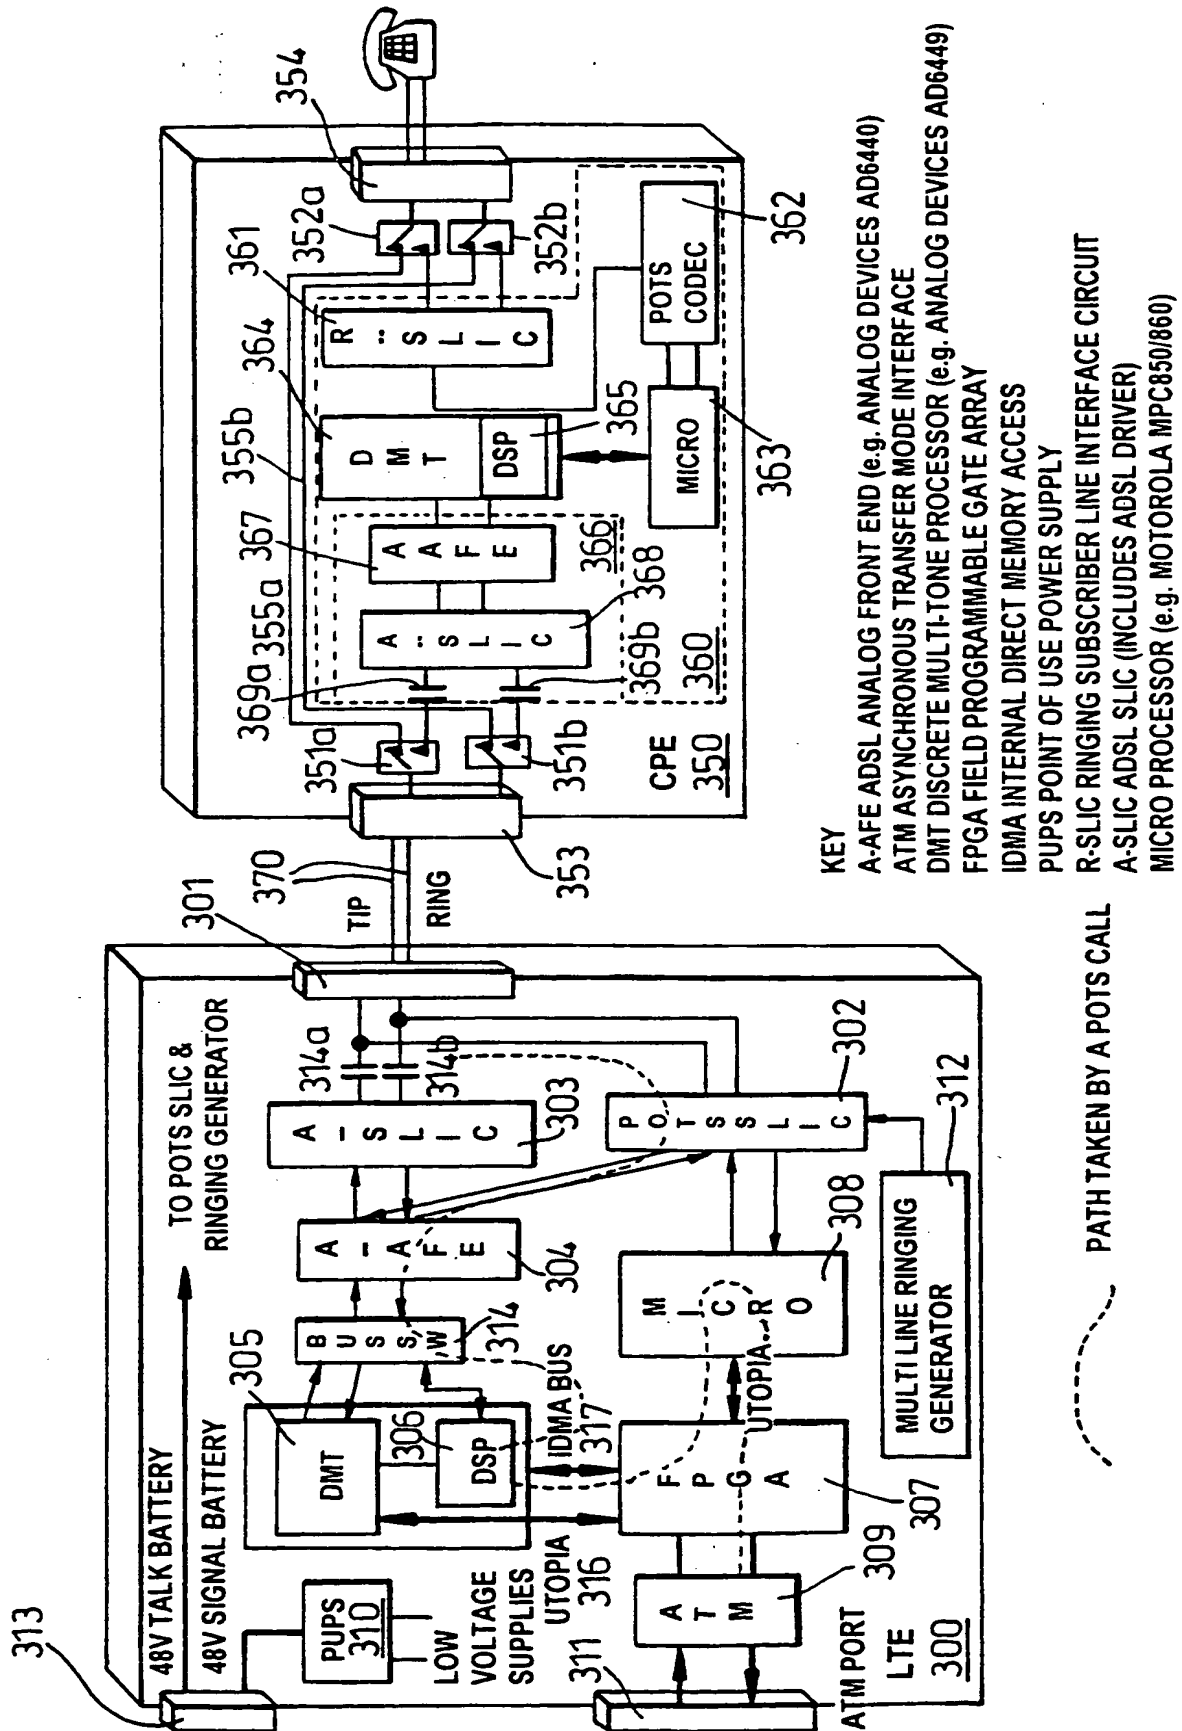 313
48V TALK BATTERY
48V SIGNAL BATTERY
TO POTS SLIC &
RINGING GENERATOR
PUPS
310
LOW
VOLTAGE
SUPPLIES
305
DMT
306
DSP
BUS SW
314
A-AFE
304
A-SLIC
303
314a
314b
301
UTOPIA
316
IDMA BUS
317
FPGA
307
UTOPIA
MICRO
308
POTS SLIC
302
MULTI LINE RINGING
GENERATOR
312
ATM
309
311
ATM PORT
LTE
300
TIP
RING
370
353
351a
351b
369a
369b
355a
355b
367
364
361
352a
352b
354
A-SLIC
368
A AFE
366
DMT
DSP
365
R-SLIC
MICRO
363
POTS
CODEC
362
360
CPE
350
PATH TAKEN BY A POTS CALL
KEY
A-AFE ADSL ANALOG FRONT END (e.g. ANALOG DEVICES AD6440)
ATM ASYNCHRONOUS TRANSFER MODE INTERFACE
DMT DISCRETE MULTI-TONE PROCESSOR (e.g. ANALOG DEVICES AD6449)
FPGA FIELD PROGRAMMABLE GATE ARRAY
IDMA INTERNAL DIRECT MEMORY ACCESS
PUPS POINT OF USE POWER SUPPLY
R-SLIC RINGING SUBSCRIBER LINE INTERFACE CIRCUIT
A-SLIC ADSL SLIC (INCLUDES ADSL DRIVER)
MICRO PROCESSOR (e.g. MOTOROLA MPC850/860)